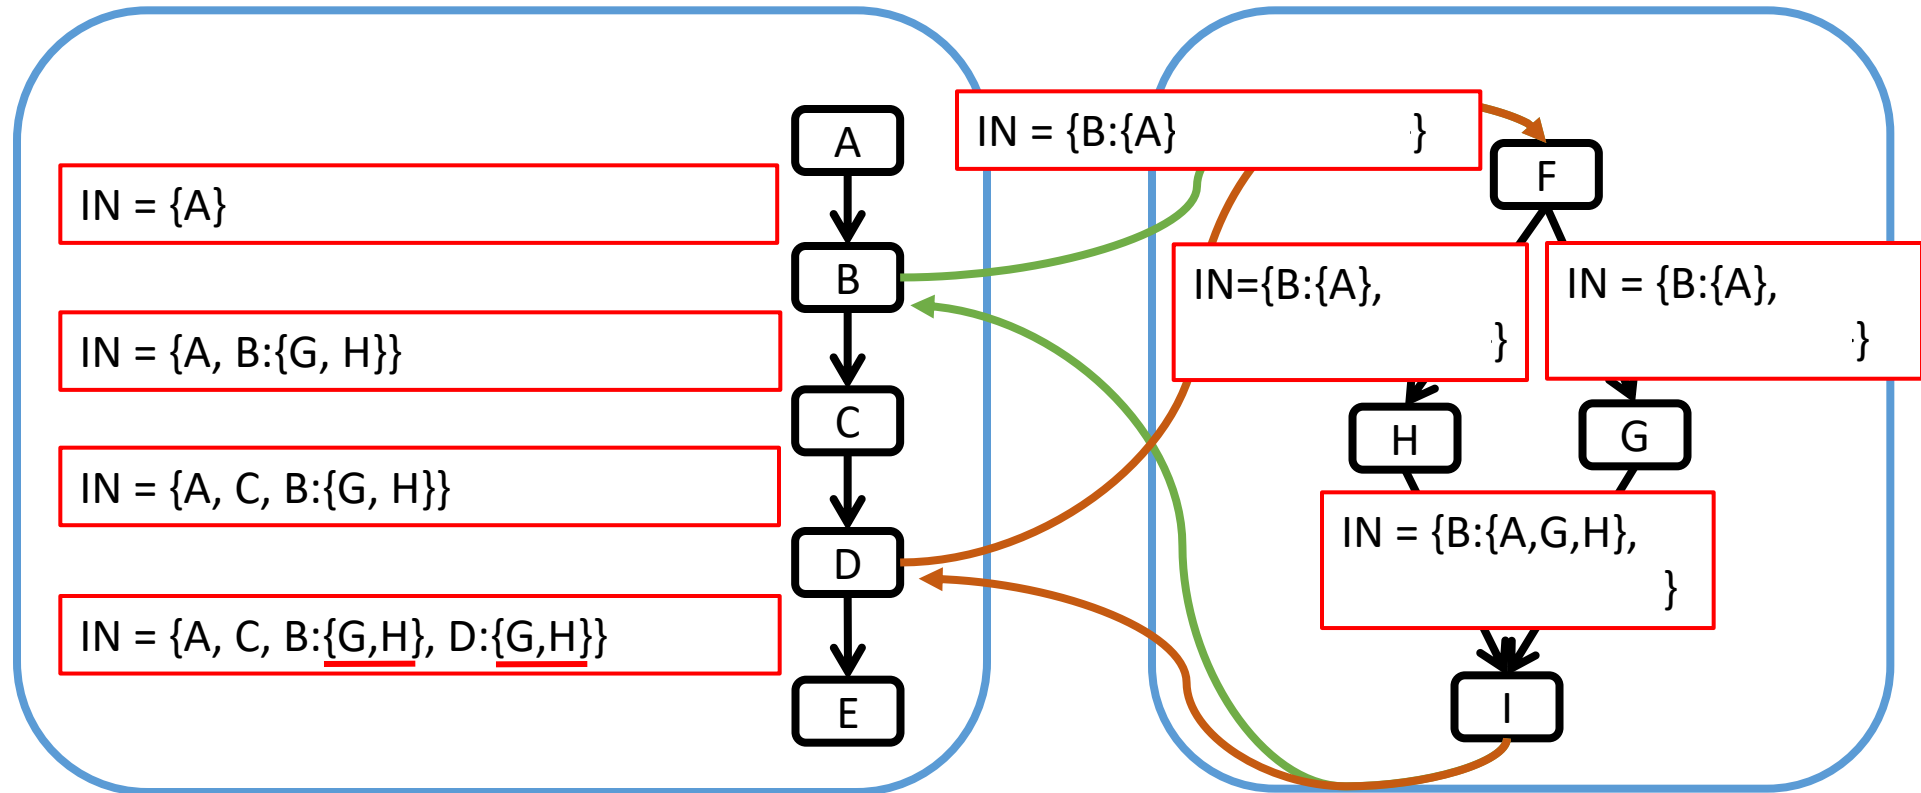 A
IN = {B:{A} }
F
IN = {A}
B
IN={B:{A},
}
IN = {B:{A},
}
IN = {A, B:{G, H}}
C
H
G
IN = {A, C, B:{G, H}}
IN = {B:{A,G,H},
}
D
IN = {A, C, B:{G,H}, D:{G,H}}
E
I